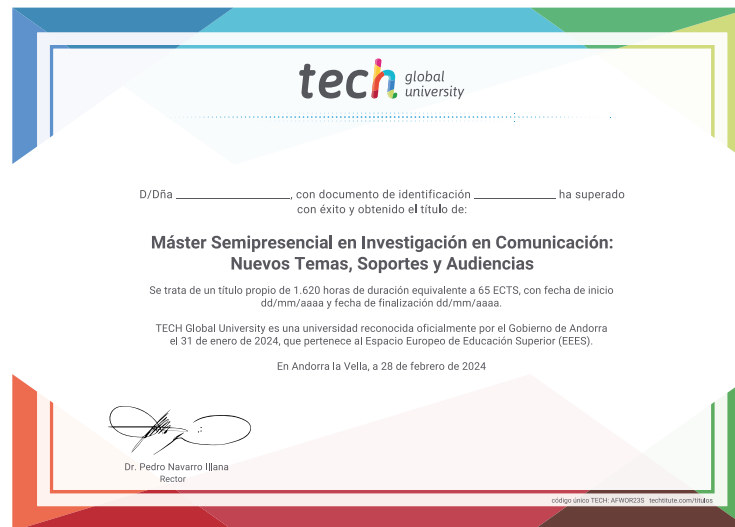 tech global university
D/Dña ____________________, con documento de identificación ______________ ha superado
con éxito y obtenido el título de:
Máster Semipresencial en Investigación en Comunicación:
Nuevos Temas, Soportes y Audiencias
Se trata de un título propio de 1.620 horas de duración equivalente a 65 ECTS, con fecha de inicio
dd/mm/aaaa y fecha de finalización dd/mm/aaaa.
TECH Global University es una universidad reconocida oficialmente por el Gobierno de Andorra
el 31 de enero de 2024, que pertenece al Espacio Europeo de Educación Superior (EEES).
En Andorra la Vella, a 28 de febrero de 2024
Dr. Pedro Navarro Illana
Rector
código único TECH: AFWOR23S techtitute.com/titulos